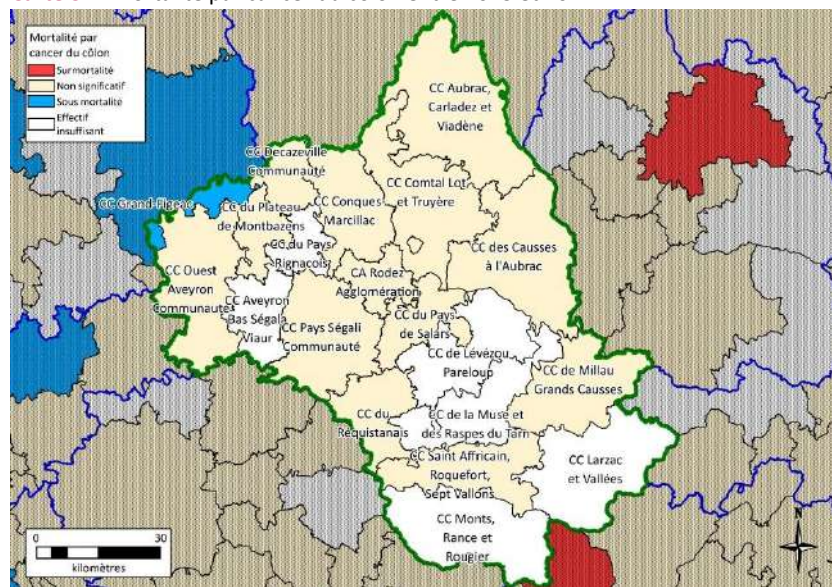 Mortalité par
cancer du côlon
Surmortalité
Non significatif
Sous mortalité
Effectif
insuffisant
CC Aubrac,
Carladez et
Viadène
CC Decazeville
Communauté
CC Grand-Figeac
CC du Plateau
de Montbazens
CC Conques
Marcillac
CC Comtal Lot
et Truyère
CC du Pays
Rignacois
CC des Causses
à l'Aubrac
CC Ouest
Aveyron
Communauté
CA Rodez
Agglomération
CC Aveyron
Bas Ségala
Viaur
CC Pays Ségali
Communauté
CC du Pays
de Salars
CC de Lévézou
Pareloup
CC de Millau
Grands Causses
CC du
Réquistanais
CC de la Muse et
des Raspes du Tarn
CC Saint Affricain,
Roquefort,
Sept Vallons
CC Larzac
et Vallées
CC Monts,
Rance et
Rougier
0 30
kilomètres
N